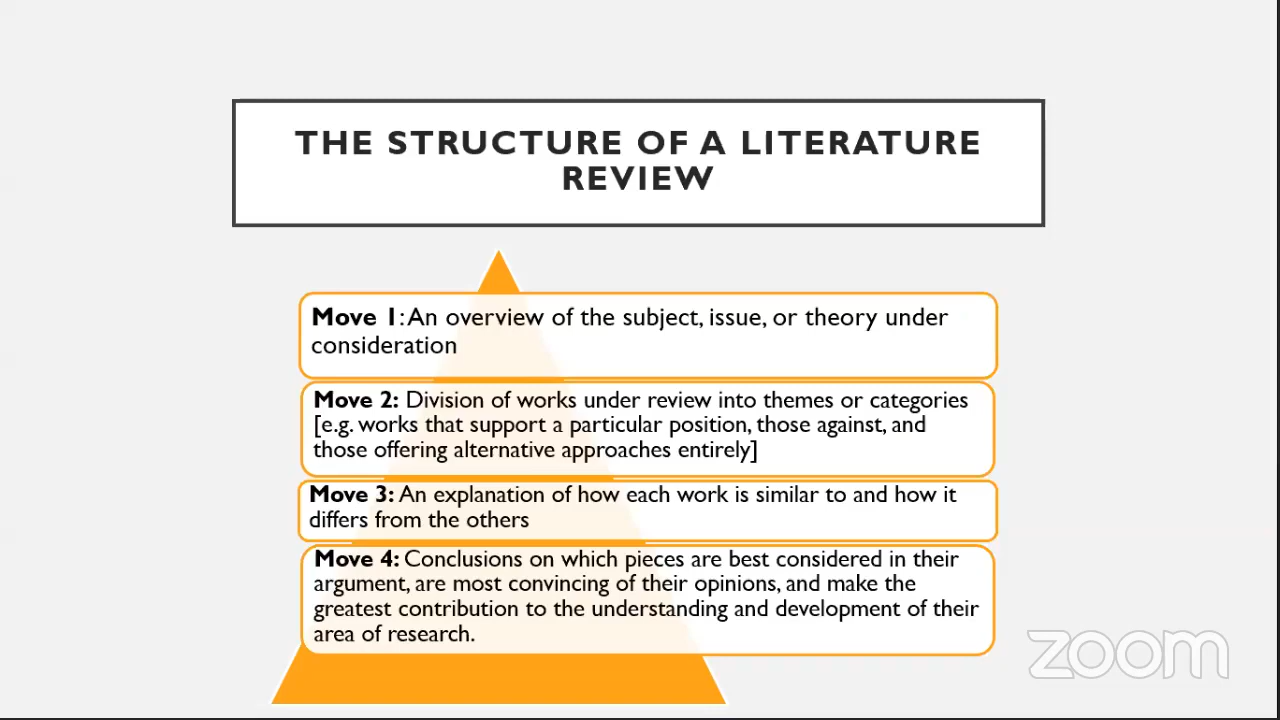 THE STRUCTURE OF A LITERATURE
REVIEW
Move 1: An overview of the subject, issue, or theory under
consideration
Move 2: Division of works under review into themes or categories
[e.g. works that support a particular position, those against, and
those offering alternative approaches entirely]
Move 3: An explanation of how each work is similar to and how it
differs from the others
Move 4: Conclusions on which pieces are best considered in their
argument, are most convincing of their opinions, and make the
greatest contribution to the understanding and development of their
area of research.
zoom